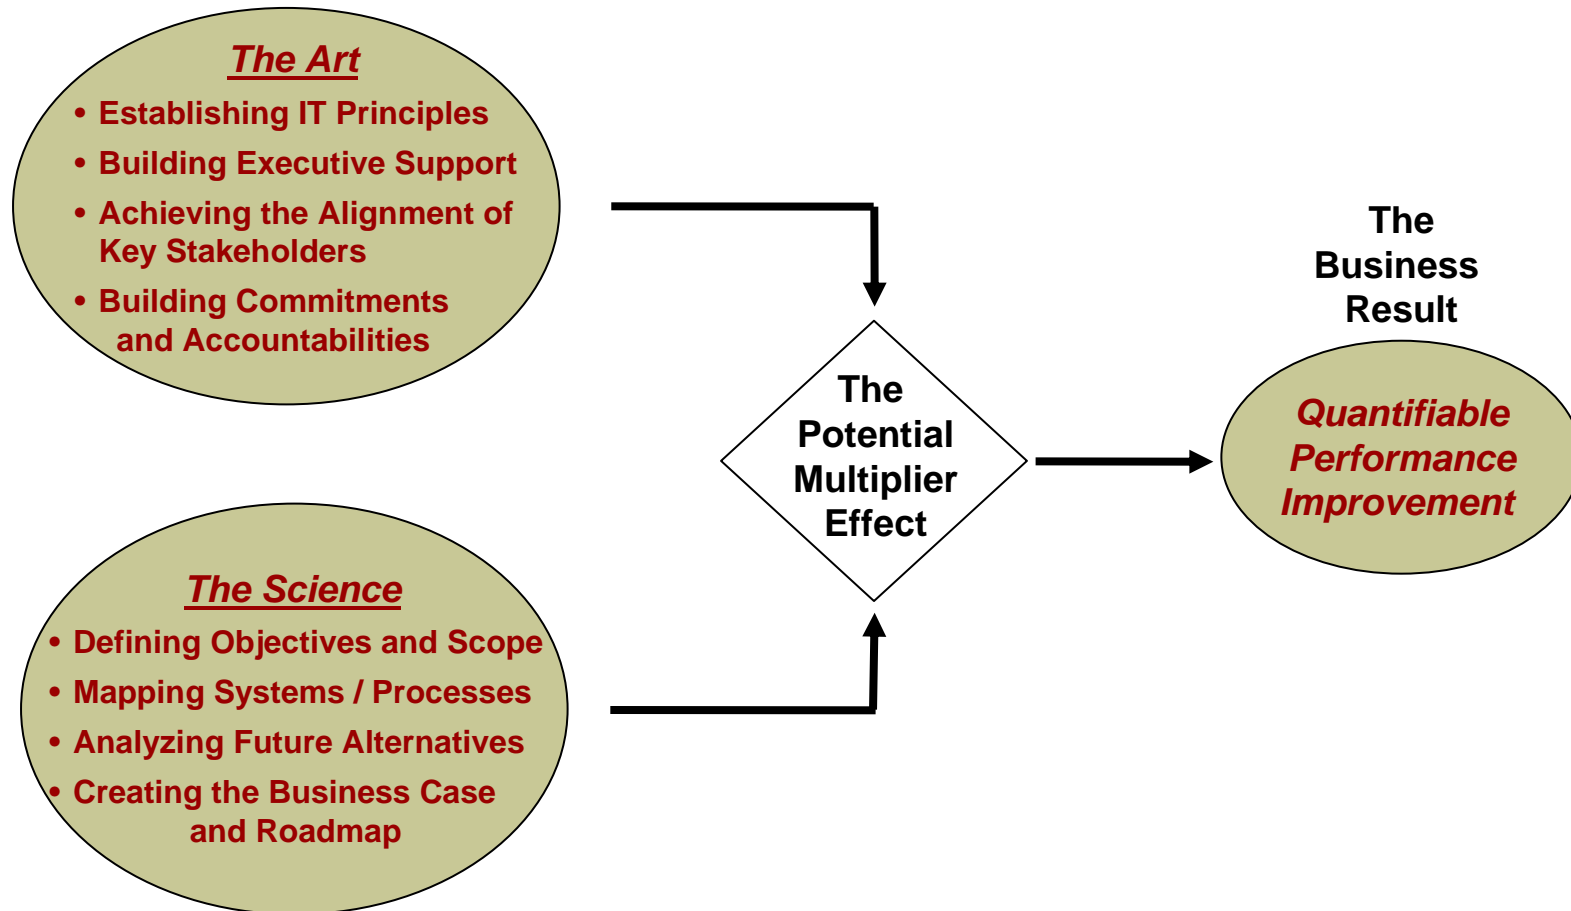 The Art
• Establishing IT Principles
• Building Executive Support
• Achieving the Alignment of
Key Stakeholders
• Building Commitments
and Accountabilities
The Science
• Defining Objectives and Scope
• Mapping Systems / Processes
• Analyzing Future Alternatives
• Creating the Business Case
and Roadmap
The
Potential
Multiplier
Effect
The
Business
Result
Quantifiable
Performance
Improvement